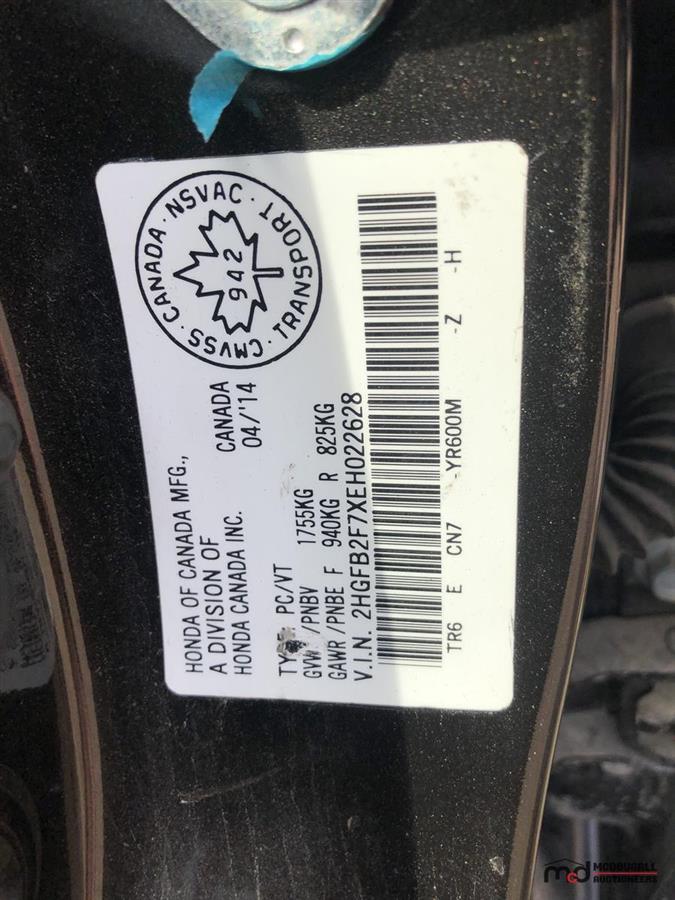 HONDA OF CANADA MFG.,
A DIVISION OF
HONDA CANADA INC.
CANADA
04/'14
CANADA · NSVAC · TRANSPORT · CMVSS ·
942
PC/VT
/PNBV 1755KG
GAWR/PNBE F 940KG R 825KG
V.I.N. 2HGFB2F7XEH022628
TR6 E CN7 -YR600M -Z -H
mcd
MCDOUGALL
AUCTIONEERS